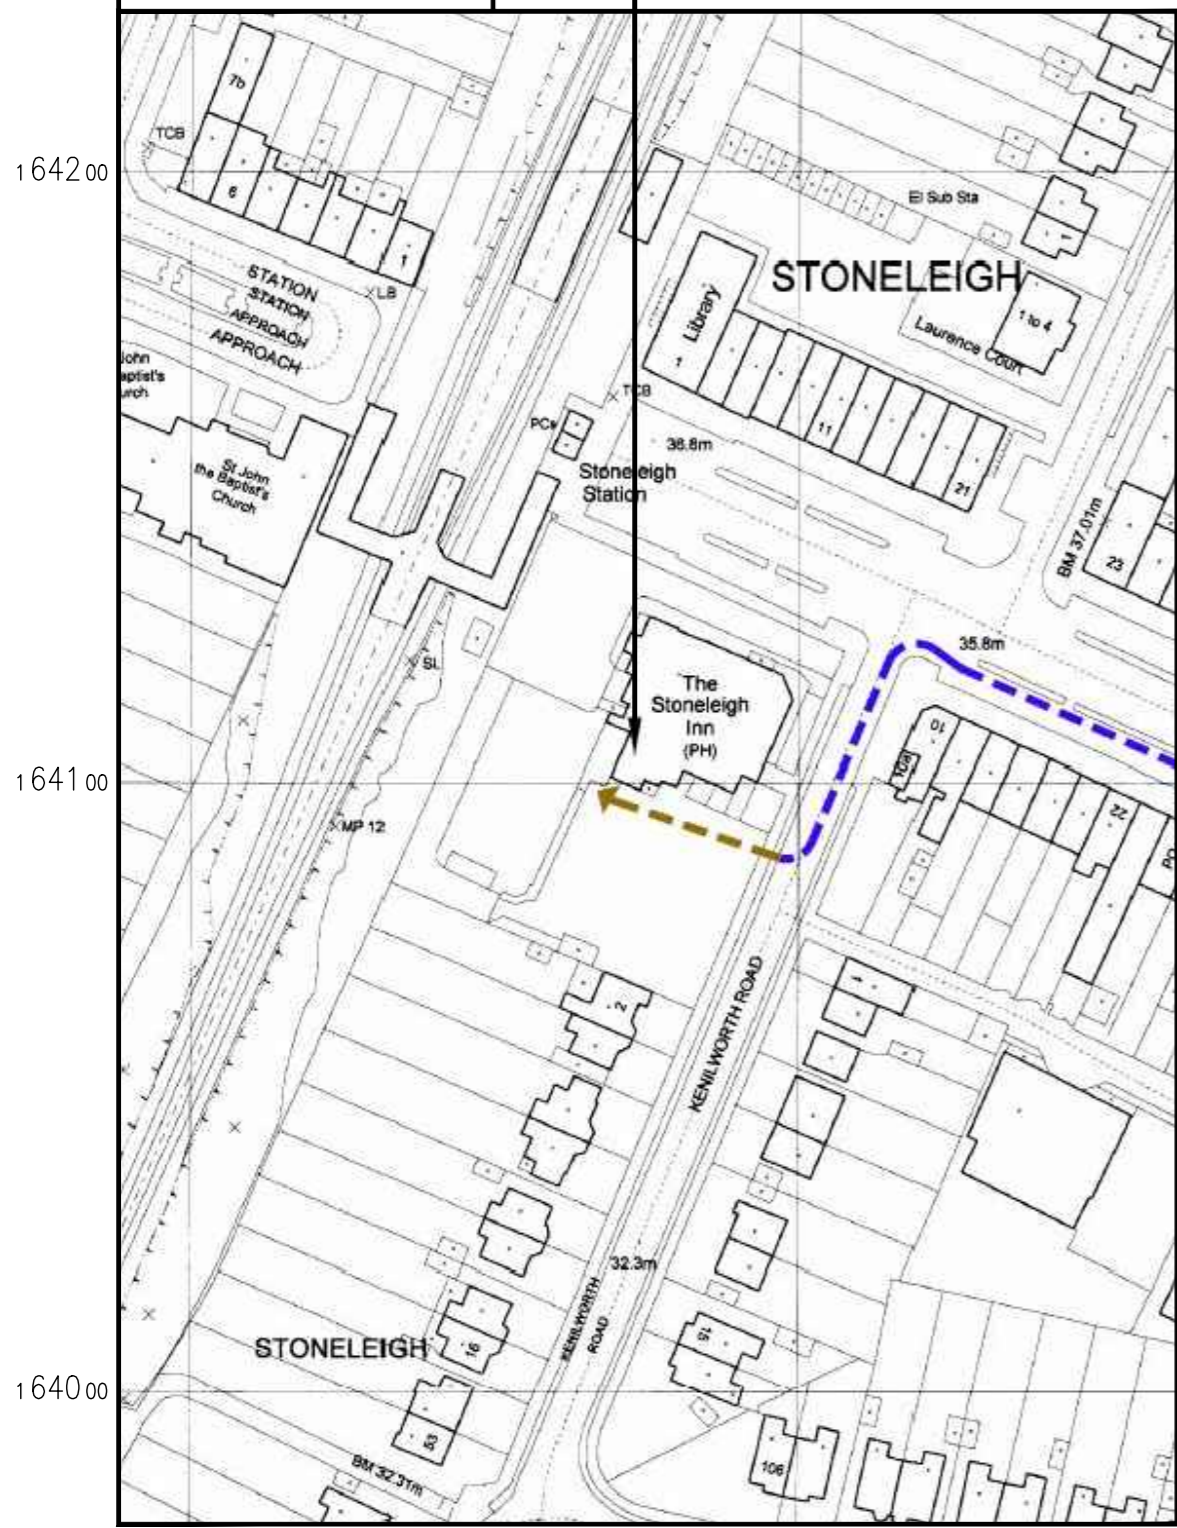 7b
TCB
164200
6
El Sub Sta
1
1
STATION
STATION
APPROACH
APPROACH
LB
STONELEIGH
Library
1
1 to 4
Laurence Court
John
aptist's
urch
TCB
PCs
36.8m
11
Stoneleigh
Station
St John
the Baptist's
Church
21
BM 37.01m
23
SL
35.8m
The
Stoneleigh
Inn
(PH)
10
10a
164100
MP 12
22
PO
KENILWORTH ROAD
2
1
32.3m
KENILWORTH
ROAD
STONELEIGH
16
15
164000
53
BM 32.31m
106